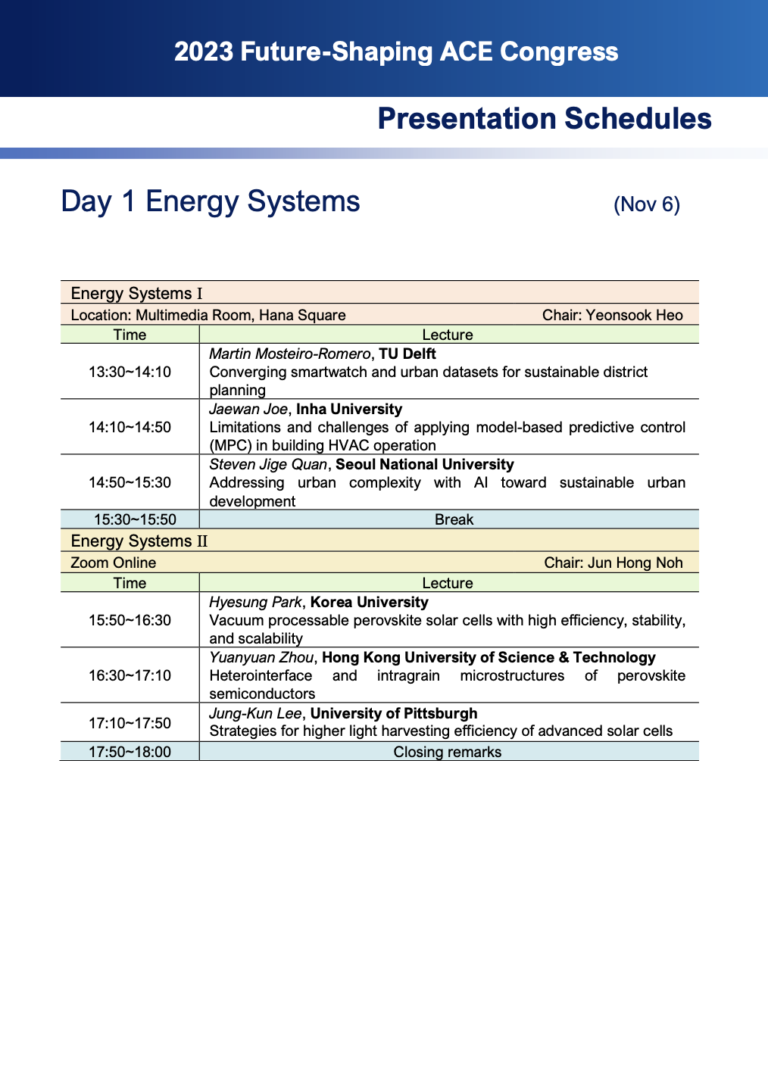 2023 Future-Shaping ACE Congress
Presentation Schedules
Day 1 Energy Systems (Nov 6)
Energy Systems Ⅰ
Location: Multimedia Room, Hana Square Chair: Yeonsook Heo
Time Lecture
Martin Mosteiro-Romero, TU Delft
13:30~14:10 Converging smartwatch and urban datasets for sustainable district
planning
Jaewan Joe, Inha University
14:10~14:50 Limitations and challenges of applying model-based predictive control
(MPC) in building HVAC operation
Steven Jige Quan, Seoul National University
14:50~15:30 Addressing urban complexity with AI toward sustainable urban
development
15:30~15:50 Break
Energy Systems Ⅱ
Zoom Online Chair: Jun Hong Noh
Time Lecture
Hyesung Park, Korea University
15:50~16:30 Vacuum processable perovskite solar cells with high efficiency, stability,
and scalability
Yuanyuan Zhou, Hong Kong University of Science & Technology
16:30~17:10 Heterointerface and intragrain microstructures of perovskite
semiconductors
Jung-Kun Lee, University of Pittsburgh
17:10~17:50 Strategies for higher light harvesting efficiency of advanced solar cells
17:50~18:00 Closing remarks